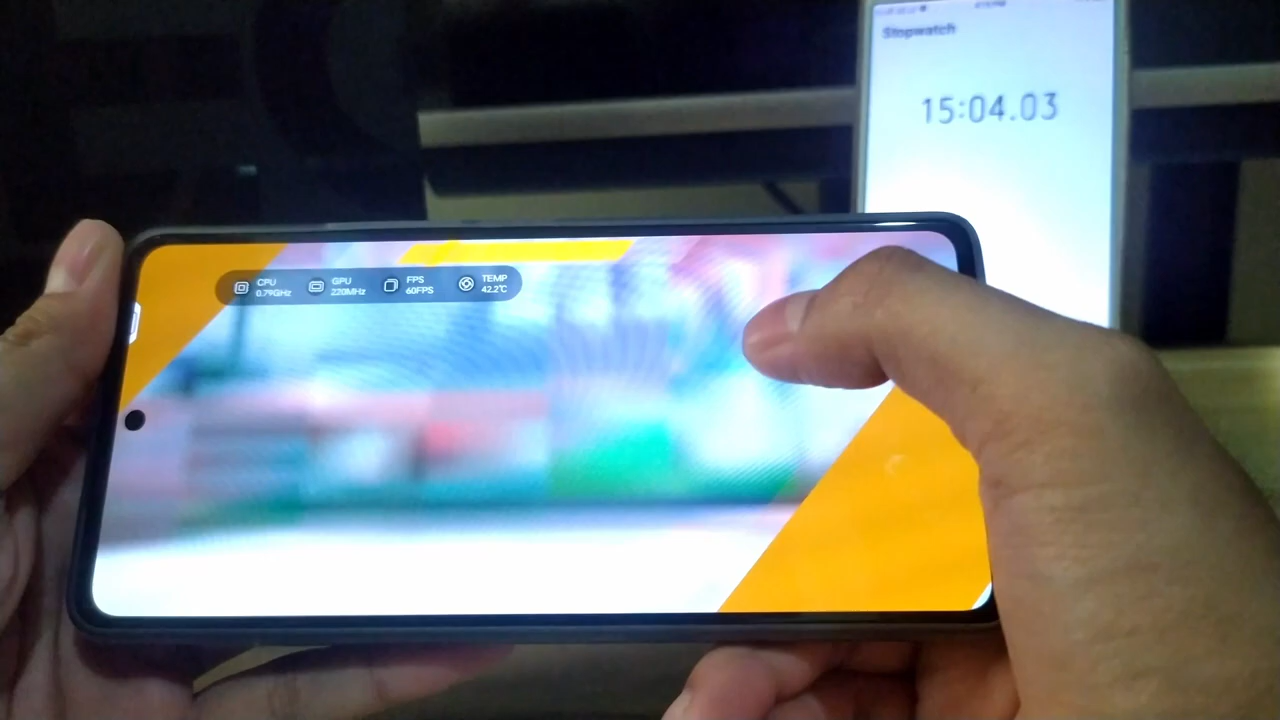 Stopwatch
15:04.03
CPU
0.79GHz
GPU
220MHz
FPS
60FPS
TEMP
42.2℃